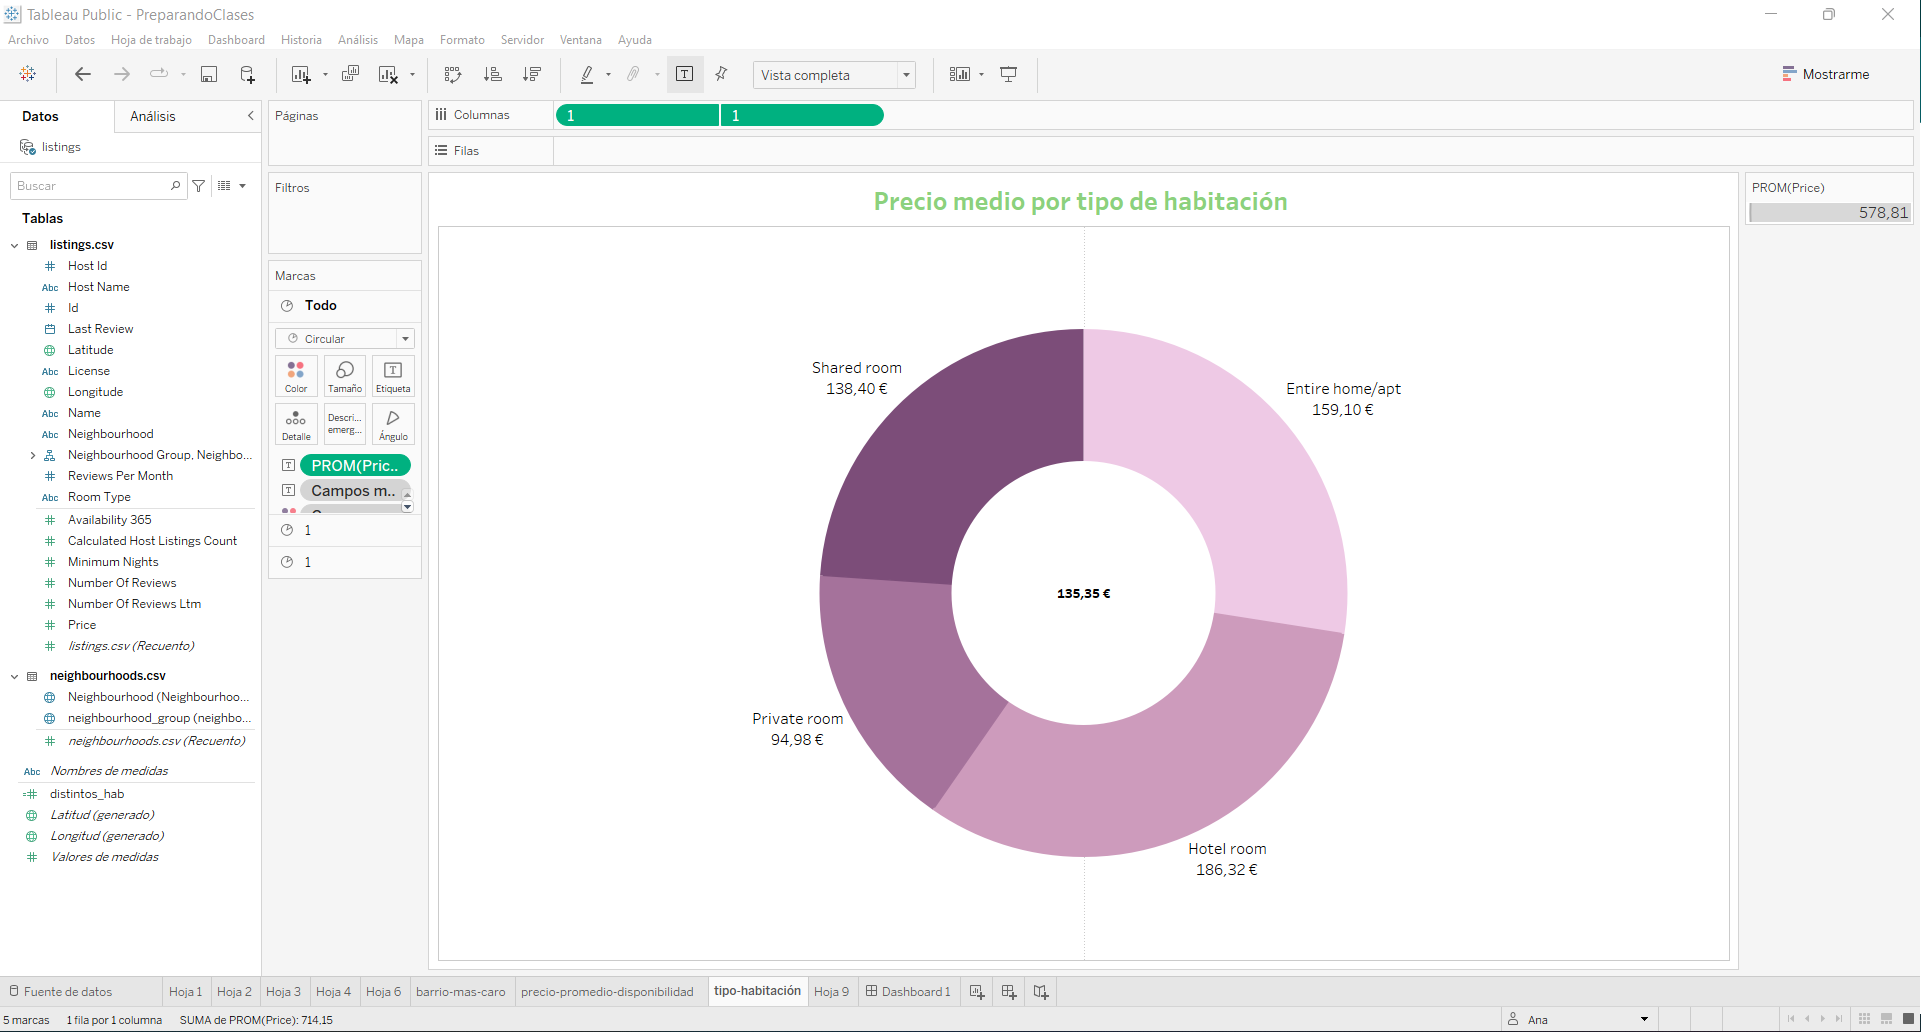 Tableau Public - PreparandoClases
Archivo Datos Hoja de trabajo Dashboard Historia Análisis Mapa Formato Servidor Ventana Ayuda
Vista completa
Mostrarme
Datos
Análisis
listings
Buscar
Tablas
listings.csv
Host Id
Abc Host Name
Id
Last Review
Latitude
Abc License
Longitude
Abc Name
Abc Neighbourhood
Neighbourhood Group, Neighbo...
Reviews Per Month
Abc Room Type
Availability 365
Calculated Host Listings Count
Minimum Nights
Number Of Reviews
Number Of Reviews Ltm
Price
listings.csv (Recuento)
neighbourhoods.csv
Neighbourhood (Neighbourhoo...
neighbourhood_group (neighbo...
neighbourhoods.csv (Recuento)
Abc Nombres de medidas
distintos_hab
Latitud (generado)
Longitud (generado)
Valores de medidas
Páginas
Filtros
Marcas
Todo
Circular
Color
Tamaño
Etiqueta
Detalle
Descri...
emerg...
Ángulo
PROM(Pric..
Campos m..
1
1
Columnas
1
1
Filas
Precio medio por tipo de habitación
Shared room
138,40 €
Entire home/apt
159,10 €
135,35 €
Private room
94,98 €
Hotel room
186,32 €
PROM(Price)
578,81
Fuente de datos
Hoja 1
Hoja 2
Hoja 3
Hoja 4
Hoja 6
barrio-mas-caro
precio-promedio-disponibilidad
tipo-habitación
Hoja 9
Dashboard 1
5 marcas
1 fila por 1 columna
SUMA de PROM(Price): 714,15
Ana